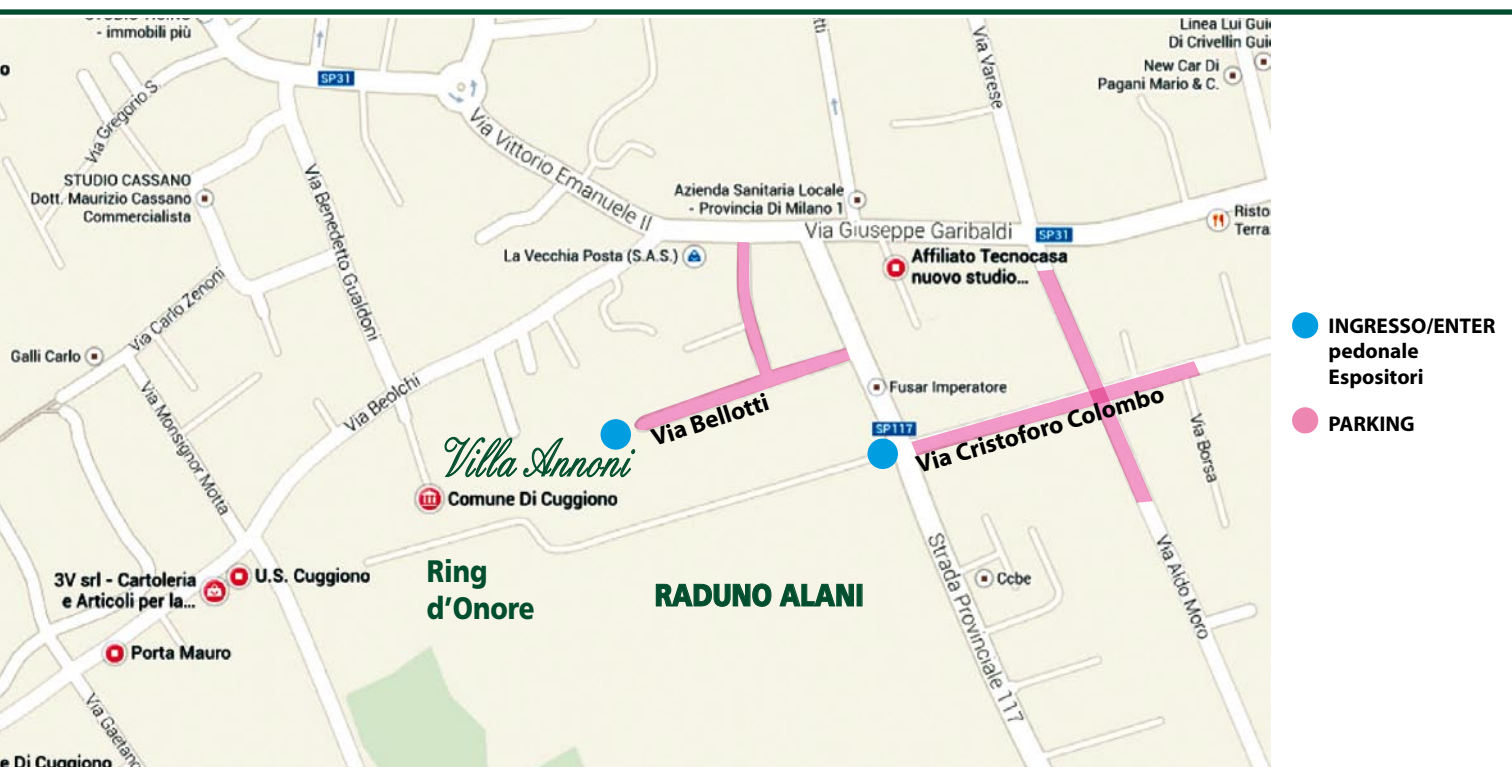 - immobili più
SP31
Via Gregorio S.
Via Vittorio Emanuele II
Via Varese
Linea Lui
Di Crivellin
New Car Di
Pagani Mario & C.
STUDIO CASSANO
Dott. Maurizio Cassano
Commercialista
Via Benedetto Gualdoni
Azienda Sanitaria Locale
- Provincia Di Milano 1
Via Giuseppe Garibaldi
SP31
La Vecchia Posta (S.A.S.)
Affiliato Tecnocasa
nuovo studio...
Via Carlo Zenoni
Galli Carlo
Via Monsignor Motta
Via Beolchi
Fusar Imperatore
Via Bellotti
SP117
Via Cristoforo Colombo
Via Borsa
Villa Annoni
Comune Di Cuggiono
INGRESSO/ENTER
pedonale
Espositori
PARKING
3V srl - Cartoleria
e Articoli per la...
U.S. Cuggiono
Ring
d'Onore
RADUNO ALANI
Strada Provinciale 117
Ccbe
Via Aldo Moro
Porta Mauro
Via Gaetano
e Di Cuggiono